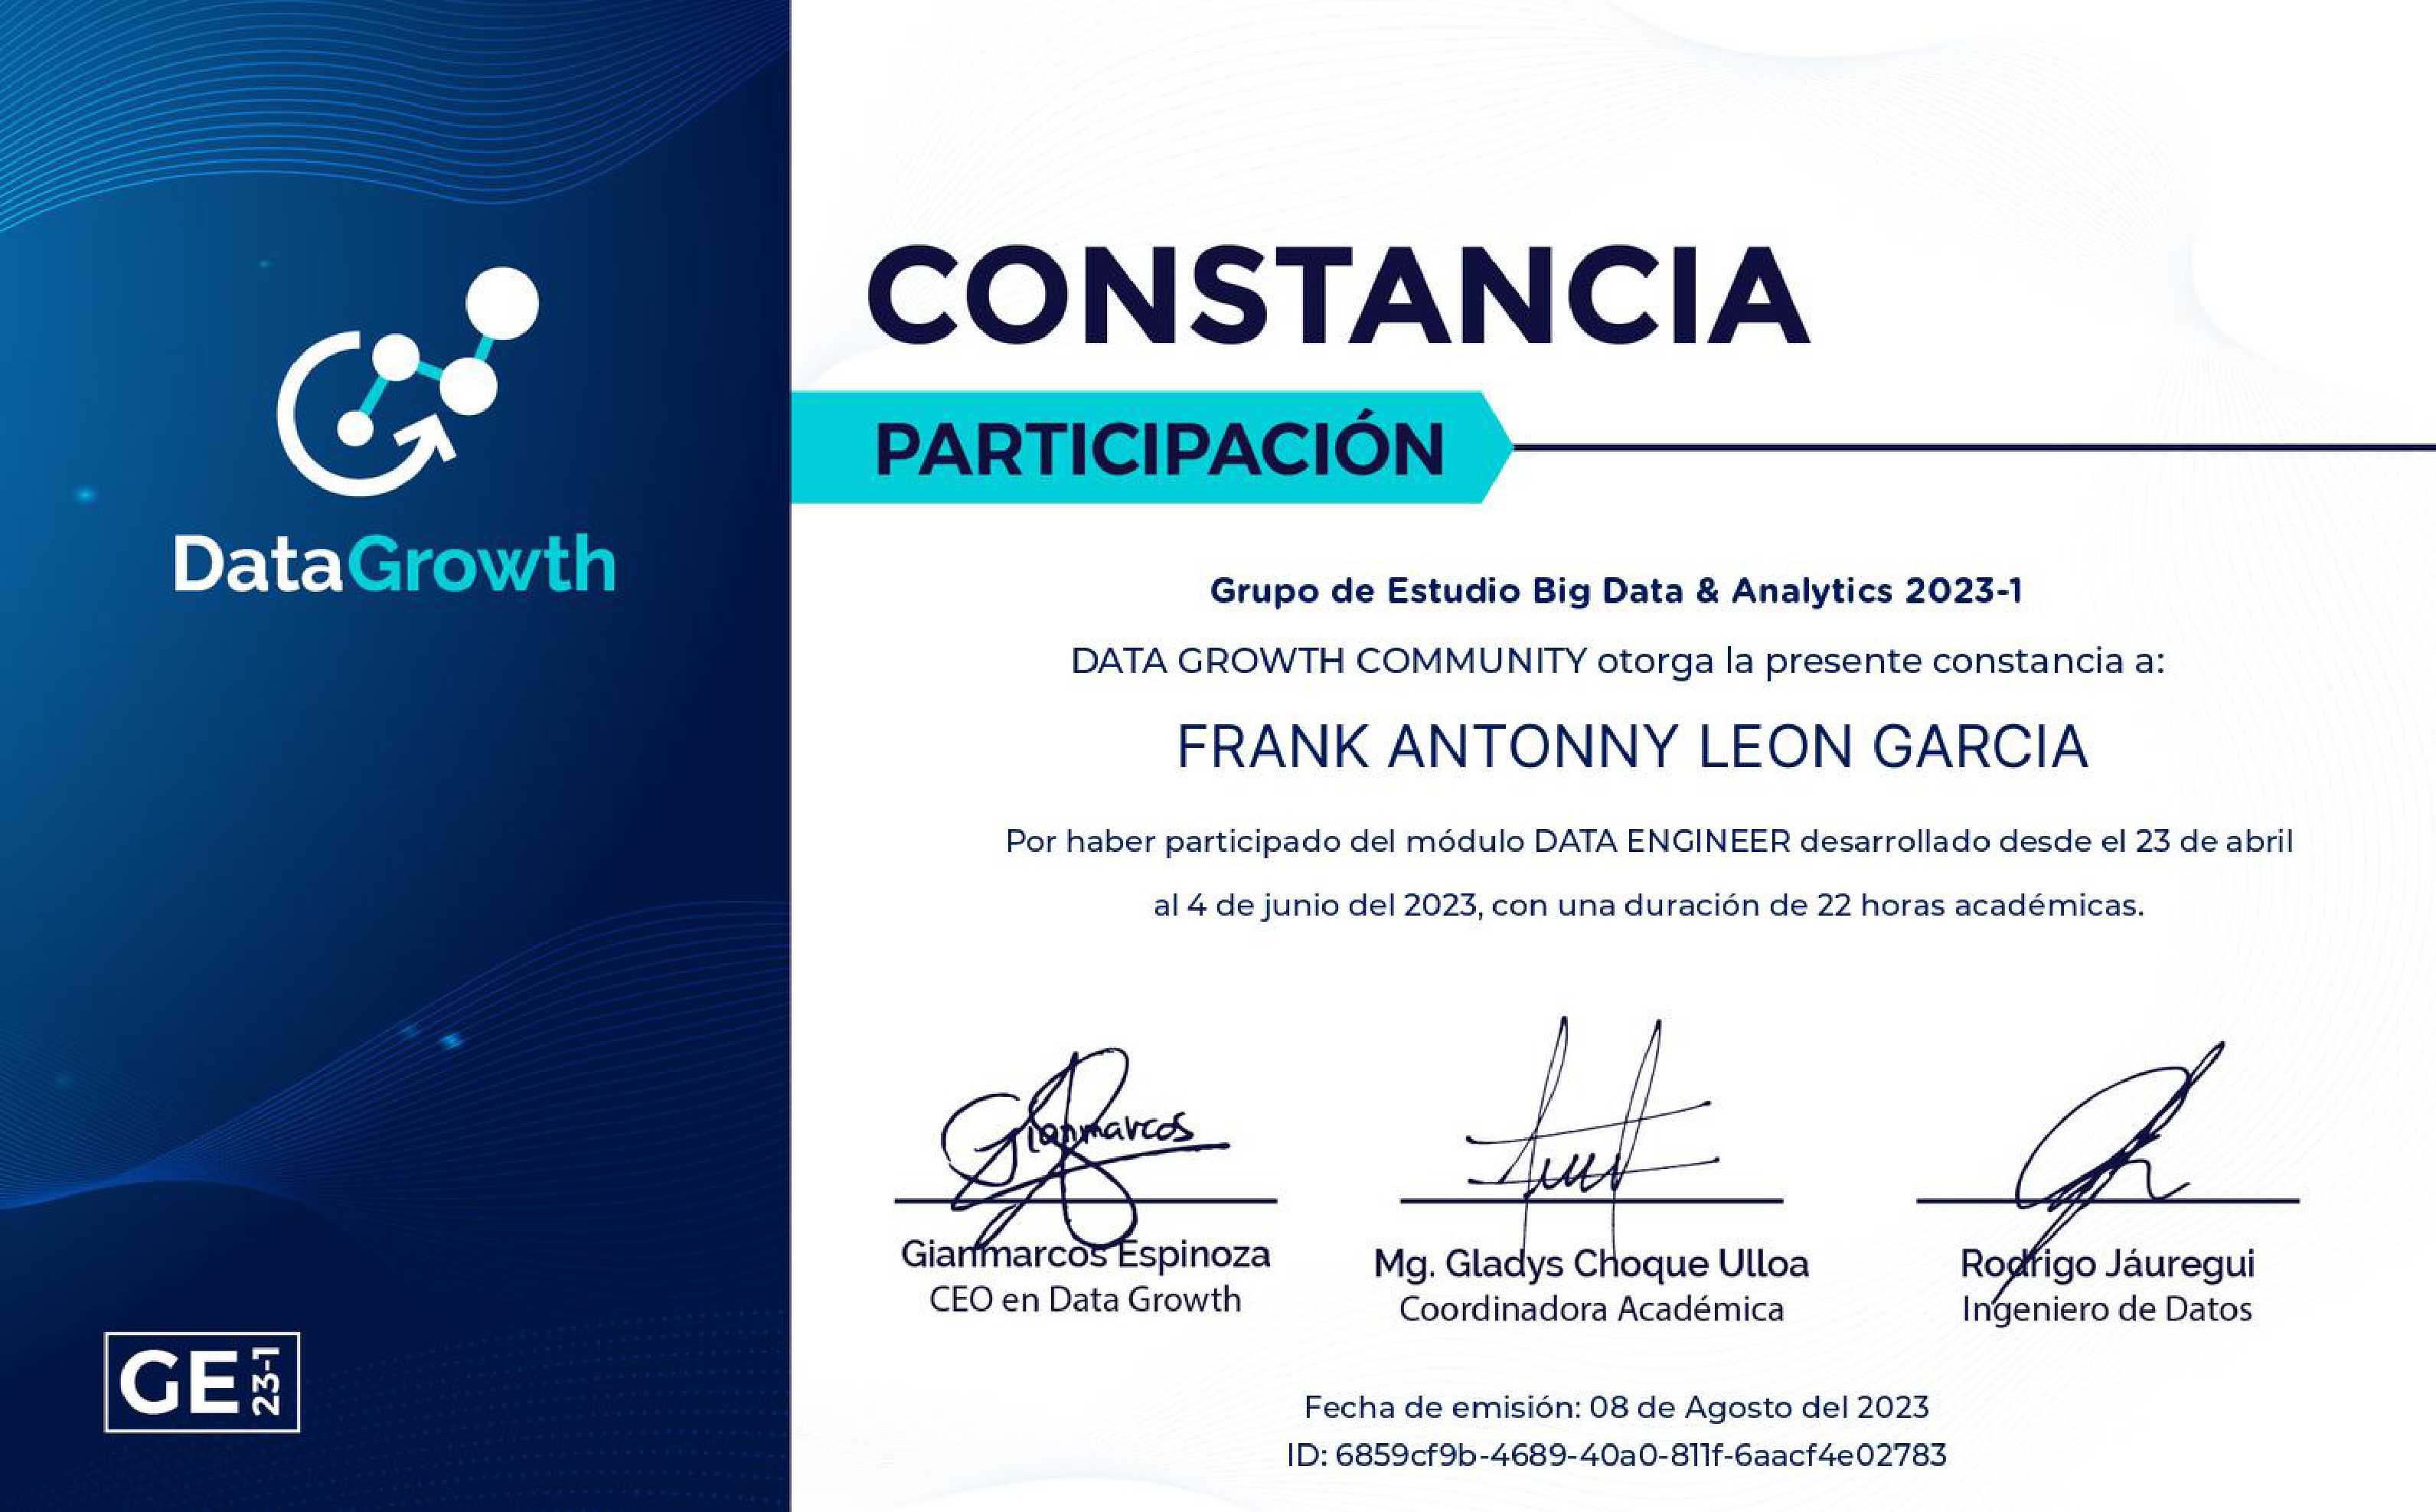 DataGrowth
GE 23-1
CONSTANCIA
PARTICIPACIÓN
Grupo de Estudio Big Data & Analytics 2023-1
DATA GROWTH COMMUNITY otorga la presente constancia a:
FRANK ANTONNY LEON GARCIA
Por haber participado del módulo DATA ENGINEER desarrollado desde el 23 de abril
al 4 de junio del 2023, con una duración de 22 horas académicas.
Gianmarcos
Gianmarcos Espinoza
CEO en Data Growth
Mg. Gladys Choque Ulloa
Coordinadora Académica
Rodrigo Jáuregui
Ingeniero de Datos
Fecha de emisión: 08 de Agosto del 2023
ID: 6859cf9b-4689-40a0-811f-6aacf4e02783